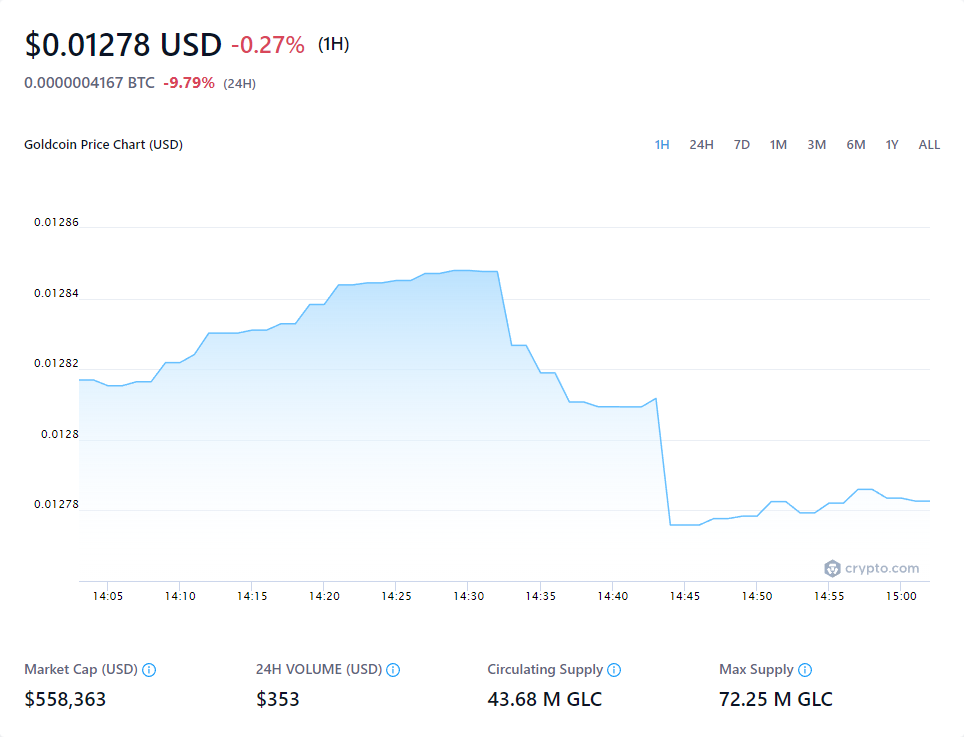 $0.01278 USD -0.27% (1H)
0.0000004167 BTC -9.79% (24H)
Goldcoin Price Chart (USD) 1H 24H 7D 1M 3M 6M 1Y ALL
0.01286
0.01284
0.01282
0.0128
0.01278
crypto.com
14:05 14:10 14:15 14:20 14:25 14:30 14:35 14:40 14:45 14:50 14:55 15:00
Market Cap (USD) 24H VOLUME (USD) Circulating Supply Max Supply
$558,363 $353 43.68 M GLC 72.25 M GLC